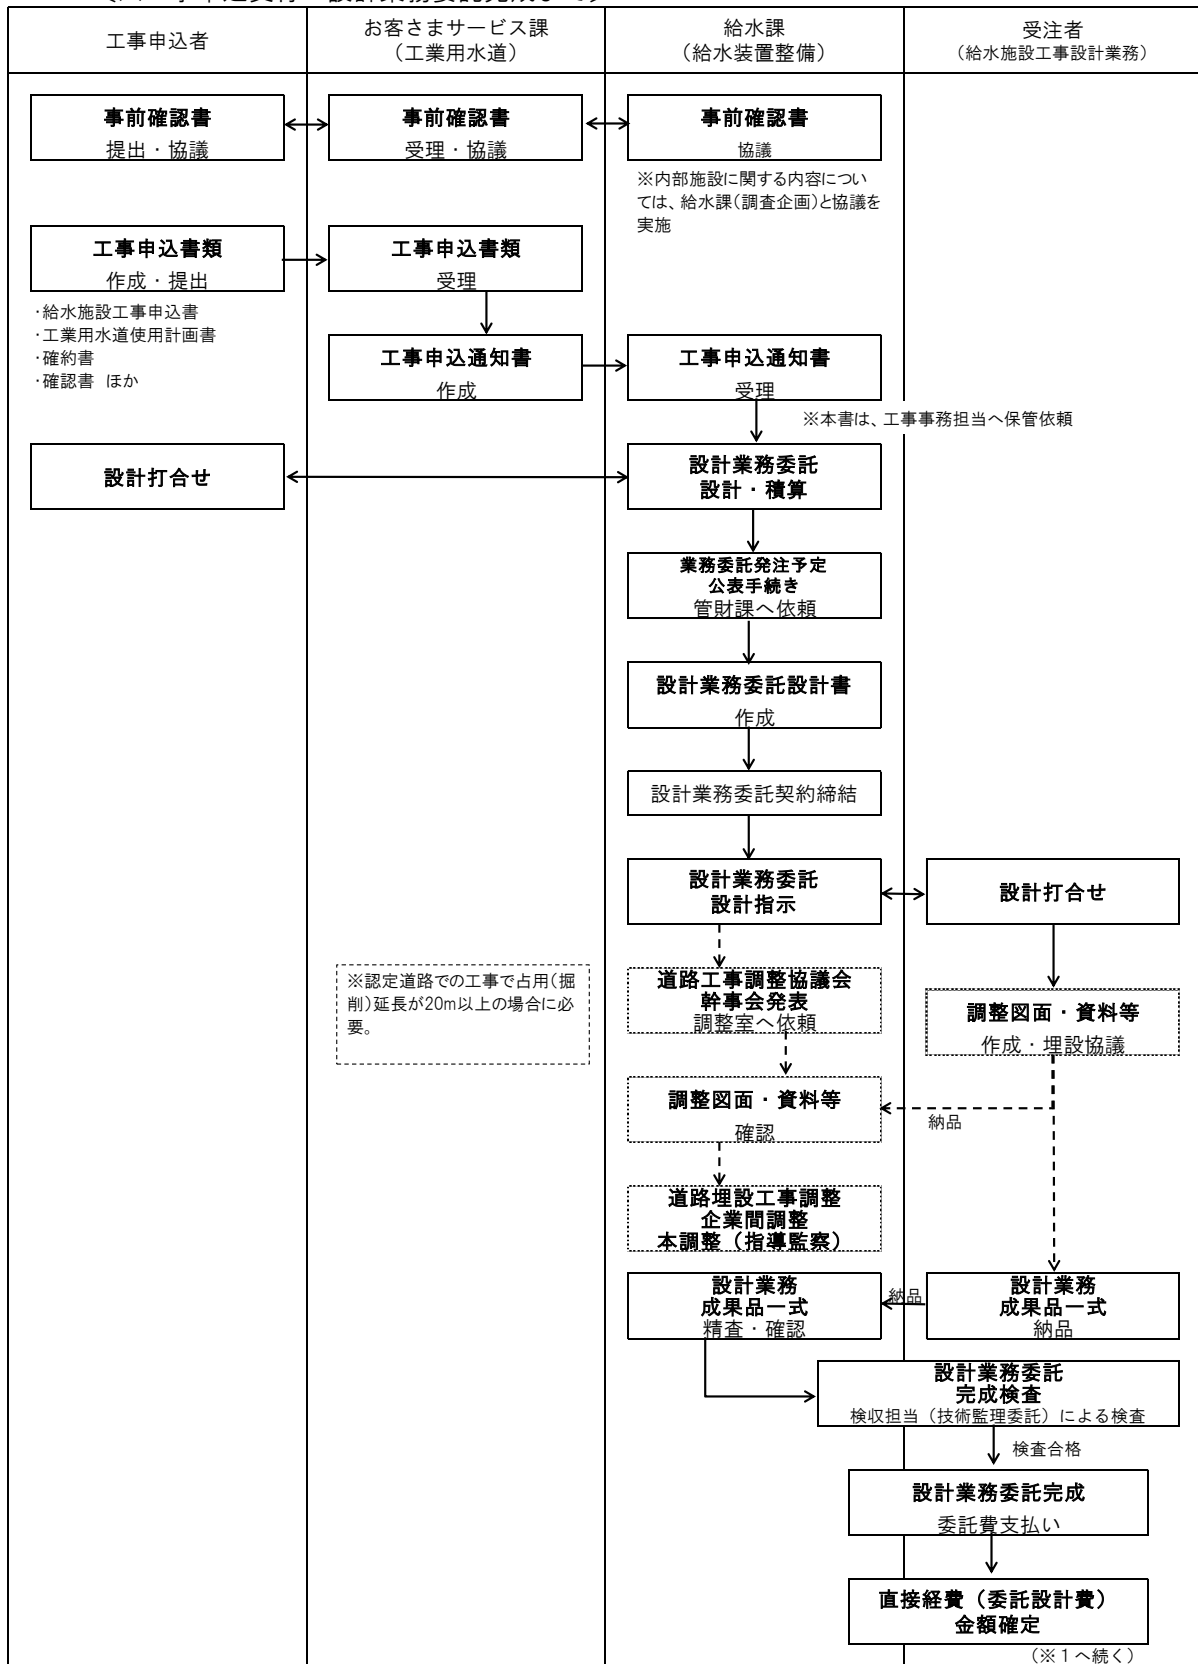 工事申込者
お客さまサービス課
（工業用水道）
給水課
（給水装置整備）
受注者
（給水施設工事設計業務）
事前確認書
提出・協議
事前確認書
受理・協議
事前確認書
協議
※内部施設に関する内容につい
ては、給水課（調査企画）と協議を
実施
工事申込書類
作成・提出
工事申込書類
受理
・給水施設工事申込書
・工業用水道使用計画書
・確約書
・確認書　ほか
工事申込通知書
作成
工事申込通知書
受理
※本書は、工事事務担当へ保管依頼
設計打合せ
設計業務委託
設計・積算
業務委託発注予定
公表手続き
管財課へ依頼
設計業務委託設計書
作成
設計業務委託契約締結
設計業務委託
設計指示
設計打合せ
※認定道路での工事で占用（掘
削）延長が20m以上の場合に必
要。
道路工事調整協議会
幹事会発表
調整室へ依頼
調整図面・資料等
作成・埋設協議
調整図面・資料等
確認
納品
道路埋設工事調整
企業間調整
本調整（指導監察）
設計業務
成果品一式
精査・確認
納品
設計業務
成果品一式
納品
設計業務委託
完成検査
検収担当（技術監理委託）による検査
検査合格
設計業務委託完成
委託費支払い
直接経費（委託設計費）
金額確定
（※１へ続く）